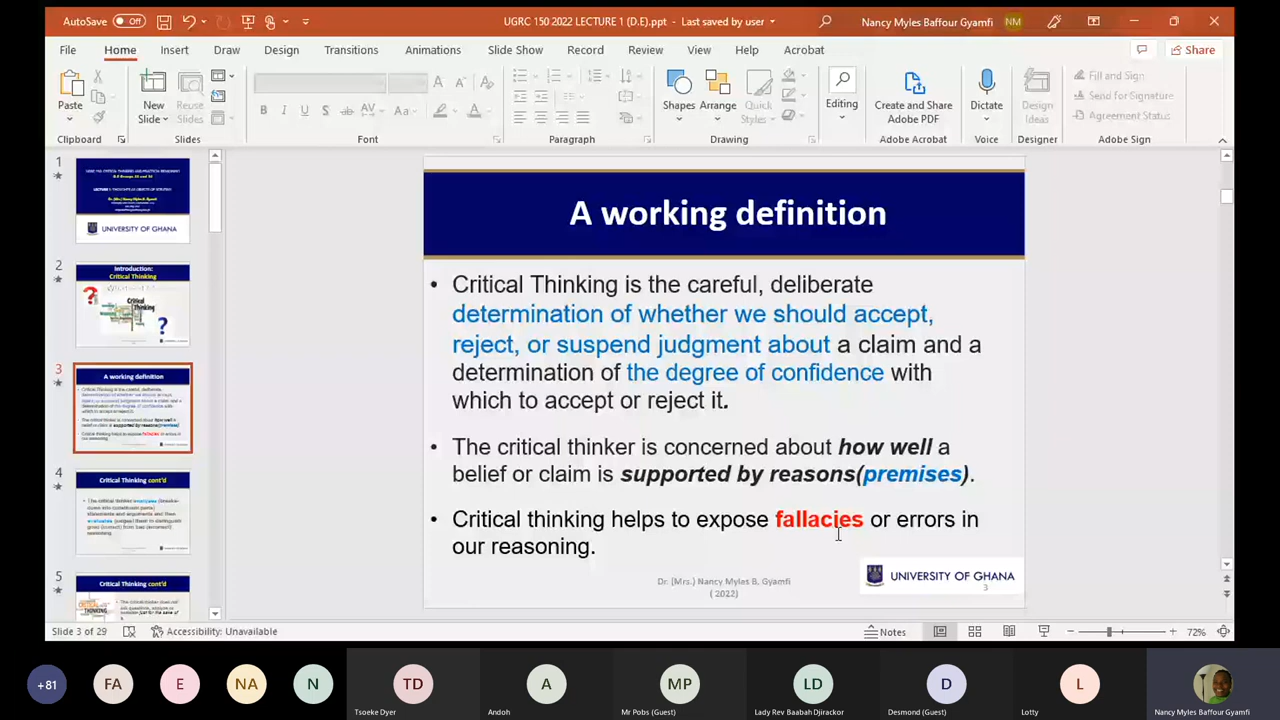 AutoSave Off UGRC 150 2022 LECTURE 1 (D.E).ppt - Last saved by user Nancy Myles Baffour Gyamfi NM
File Home Insert Draw Design Transitions Animations Slide Show Record Review View Help Acrobat Share
Paste New Slide Reuse Slides Shapes Arrange Quick Styles Editing Create and Share Adobe PDF Dictate Design Ideas Fill and Sign
Send for Signature
Agreement Status
Clipboard Slides Font Paragraph Drawing Adobe Acrobat Voice Designer Adobe Sign
1
UNIVERSITY OF GHANA
2
Introduction:
Critical Thinking
3
A working definition
4
Critical Thinking cont'd
5
Critical Thinking cont'd
A working definition
• Critical Thinking is the careful, deliberate
determination of whether we should accept,
reject, or suspend judgment about a claim and a
determination of the degree of confidence with
which to accept or reject it.
• The critical thinker is concerned about how well a
belief or claim is supported by reasons(premises).
• Critical thinking helps to expose fallacies or errors in
our reasoning.
Dr. (Mrs.) Nancy Myles B. Gyamfi
( 2022)
UNIVERSITY OF GHANA
3
Slide 3 of 29 Accessibility: Unavailable Notes 72%
+81 FA E NA N TD A MP LD D L
Tsoeke Dyer Andoh Mr Pobs (Guest) Lady Rev Baabah Djirackor Desmond (Guest) Lotty Nancy Myles Baffour Gyamfi